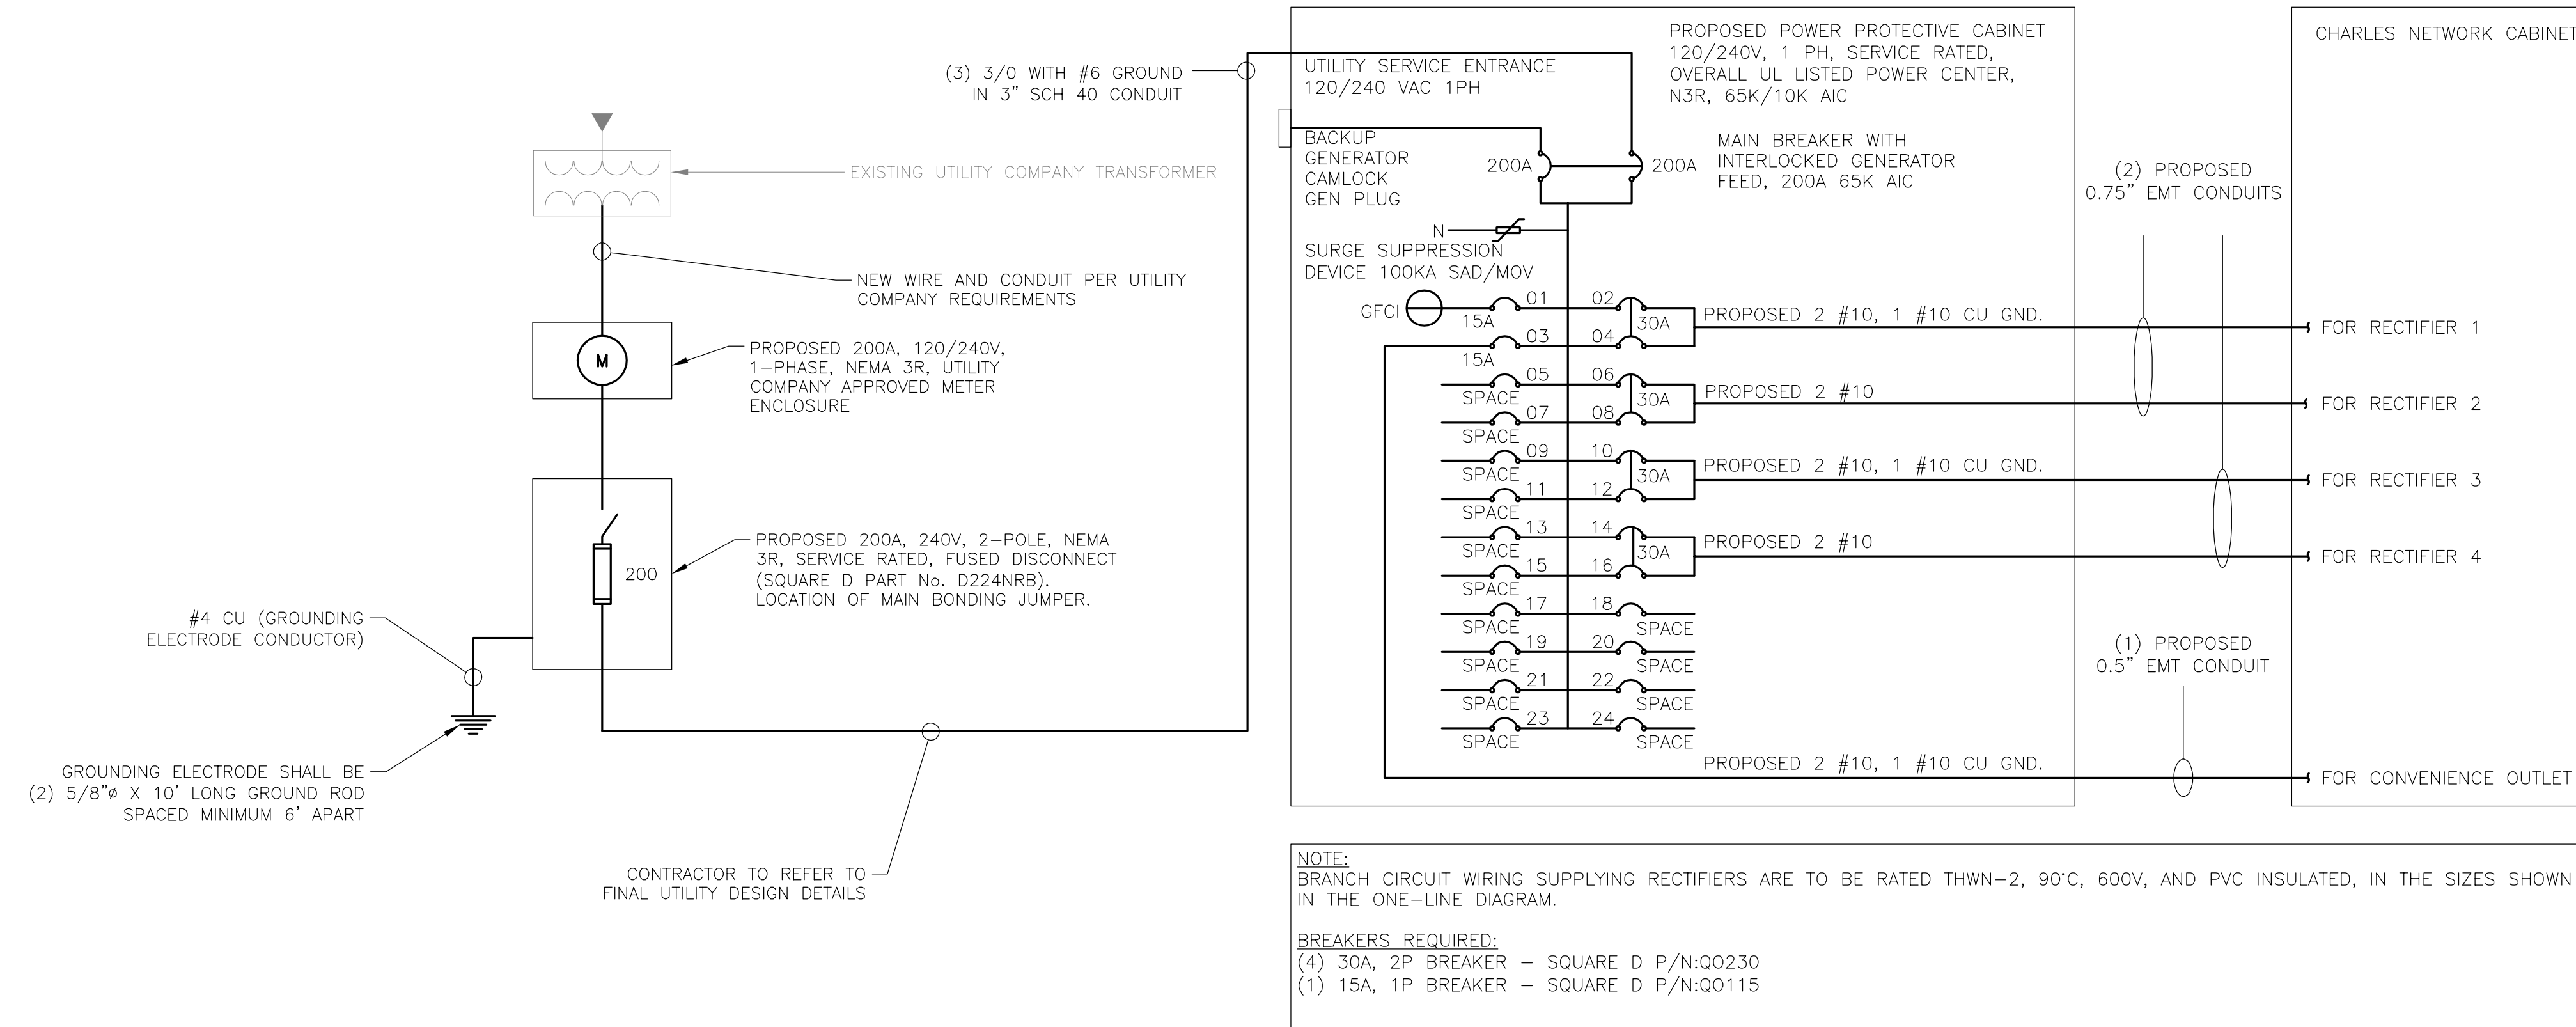 (3) 3/0 WITH #6 GROUND
IN 3" SCH 40 CONDUIT
EXISTING UTILITY COMPANY TRANSFORMER
NEW WIRE AND CONDUIT PER UTILITY
COMPANY REQUIREMENTS
M
PROPOSED 200A, 120/240V,
1-PHASE, NEMA 3R, UTILITY
COMPANY APPROVED METER
ENCLOSURE
200
PROPOSED 200A, 240V, 2-POLE, NEMA
3R, SERVICE RATED, FUSED DISCONNECT
(SQUARE D PART No. D224NRB).
LOCATION OF MAIN BONDING JUMPER.
#4 CU (GROUNDING
ELECTRODE CONDUCTOR)
GROUNDING ELECTRODE SHALL BE
(2) 5/8"ø X 10' LONG GROUND ROD
SPACED MINIMUM 6' APART
CONTRACTOR TO REFER TO
FINAL UTILITY DESIGN DETAILS
UTILITY SERVICE ENTRANCE
120/240 VAC 1PH
PROPOSED POWER PROTECTIVE CABINET
120/240V, 1 PH, SERVICE RATED,
OVERALL UL LISTED POWER CENTER,
N3R, 65K/10K AIC
BACKUP
GENERATOR
CAMLOCK
GEN PLUG
200A
200A
MAIN BREAKER WITH
INTERLOCKED GENERATOR
FEED, 200A 65K AIC
N
SURGE SUPPRESSION
DEVICE 100KA SAD/MOV
GFCI
15A
01
02
30A
PROPOSED 2 #10, 1 #10 CU GND.
15A
03
04
SPACE
05
06
30A
PROPOSED 2 #10
SPACE
07
08
SPACE
09
10
30A
PROPOSED 2 #10, 1 #10 CU GND.
SPACE
11
12
SPACE
13
14
30A
PROPOSED 2 #10
SPACE
15
16
SPACE
17
18
SPACE
SPACE
19
20
SPACE
SPACE
21
22
SPACE
SPACE
23
24
SPACE
PROPOSED 2 #10, 1 #10 CU GND.
(2) PROPOSED
0.75" EMT CONDUITS
(1) PROPOSED
0.5" EMT CONDUIT
CHARLES NETWORK CABINET
FOR RECTIFIER 1
FOR RECTIFIER 2
FOR RECTIFIER 3
FOR RECTIFIER 4
FOR CONVENIENCE OUTLET
NOTE:
BRANCH CIRCUIT WIRING SUPPLYING RECTIFIERS ARE TO BE RATED THWN-2, 90°C, 600V, AND PVC INSULATED, IN THE SIZES SHOWN
IN THE ONE-LINE DIAGRAM.
BREAKERS REQUIRED:
(4) 30A, 2P BREAKER - SQUARE D P/N:QO230
(1) 15A, 1P BREAKER - SQUARE D P/N:QO115